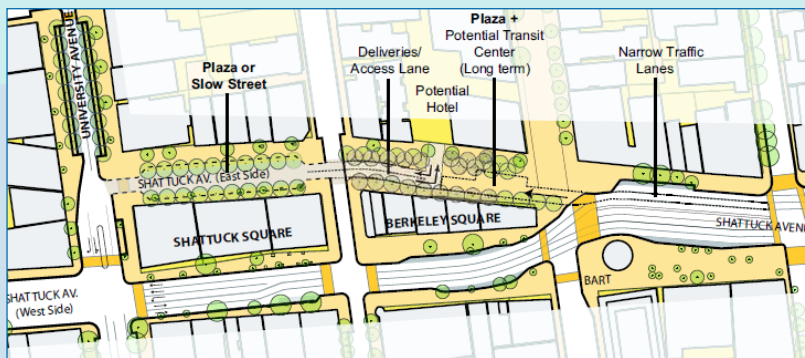 Plaza +
Potential Transit
Center
(Long term)
Deliveries/
Access Lane
Narrow Traffic
Lanes
Plaza or
Slow Street
Potential
Hotel
UNIVERSITY AVENUE
SHATTUCK AV. (East Side)
SHATTUCK SQUARE
BERKELEY SQUARE
SHATTUCK AVENU
BART
SHATTUCK AV.
(West Side)